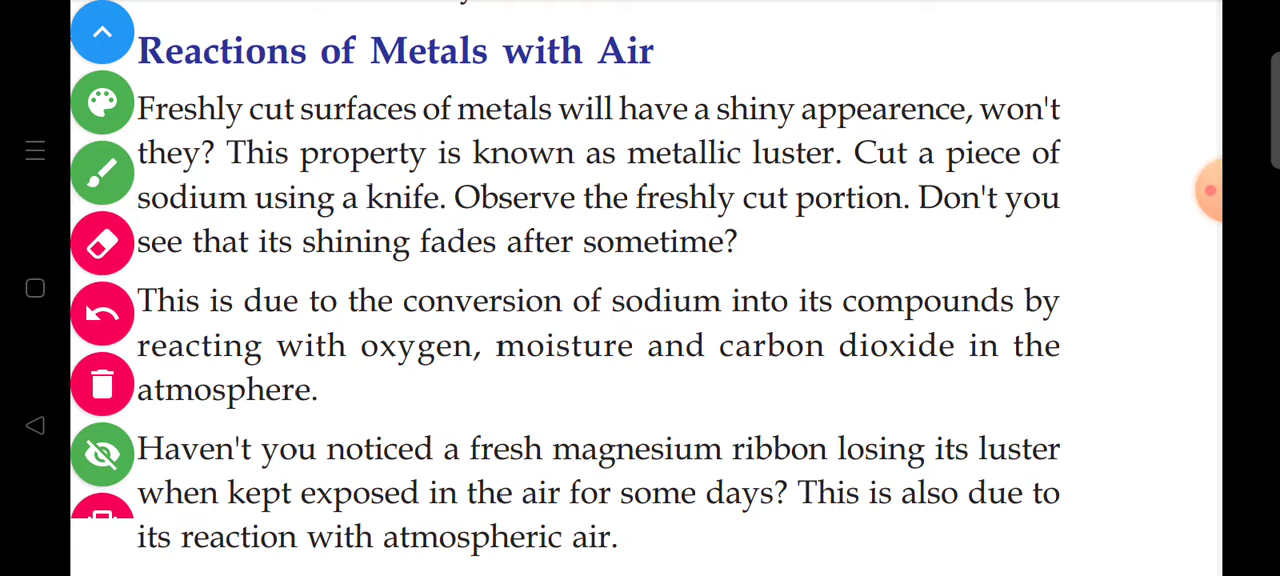 Reactions of Metals with Air
Freshly cut surfaces of metals will have a shiny appearence, won't
they? This property is known as metallic luster. Cut a piece of
sodium using a knife. Observe the freshly cut portion. Don't you
see that its shining fades after sometime?
This is due to the conversion of sodium into its compounds by
reacting with oxygen, moisture and carbon dioxide in the
atmosphere.
Haven't you noticed a fresh magnesium ribbon losing its luster
when kept exposed in the air for some days? This is also due to
its reaction with atmospheric air.